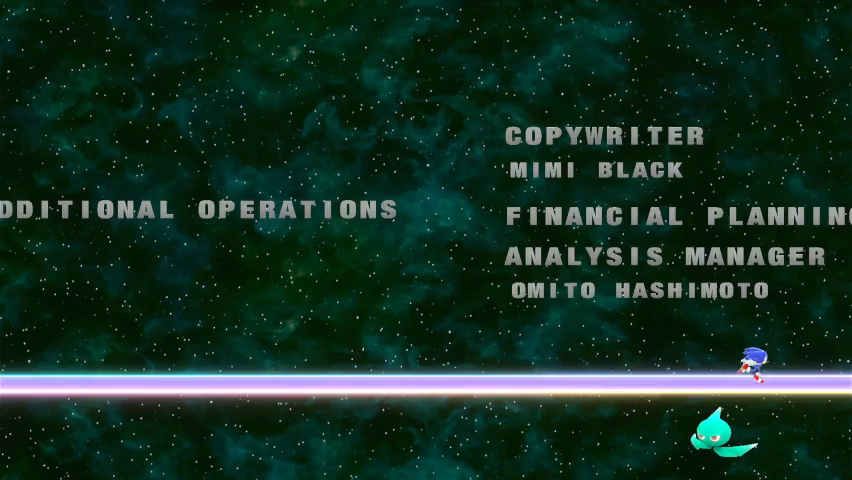 DDITIONAL OPERATIONS
COPYWRITER
MIMI BLACK
FINANCIAL PLANNING
ANALYSIS MANAGER
OMITO HASHIMOTO